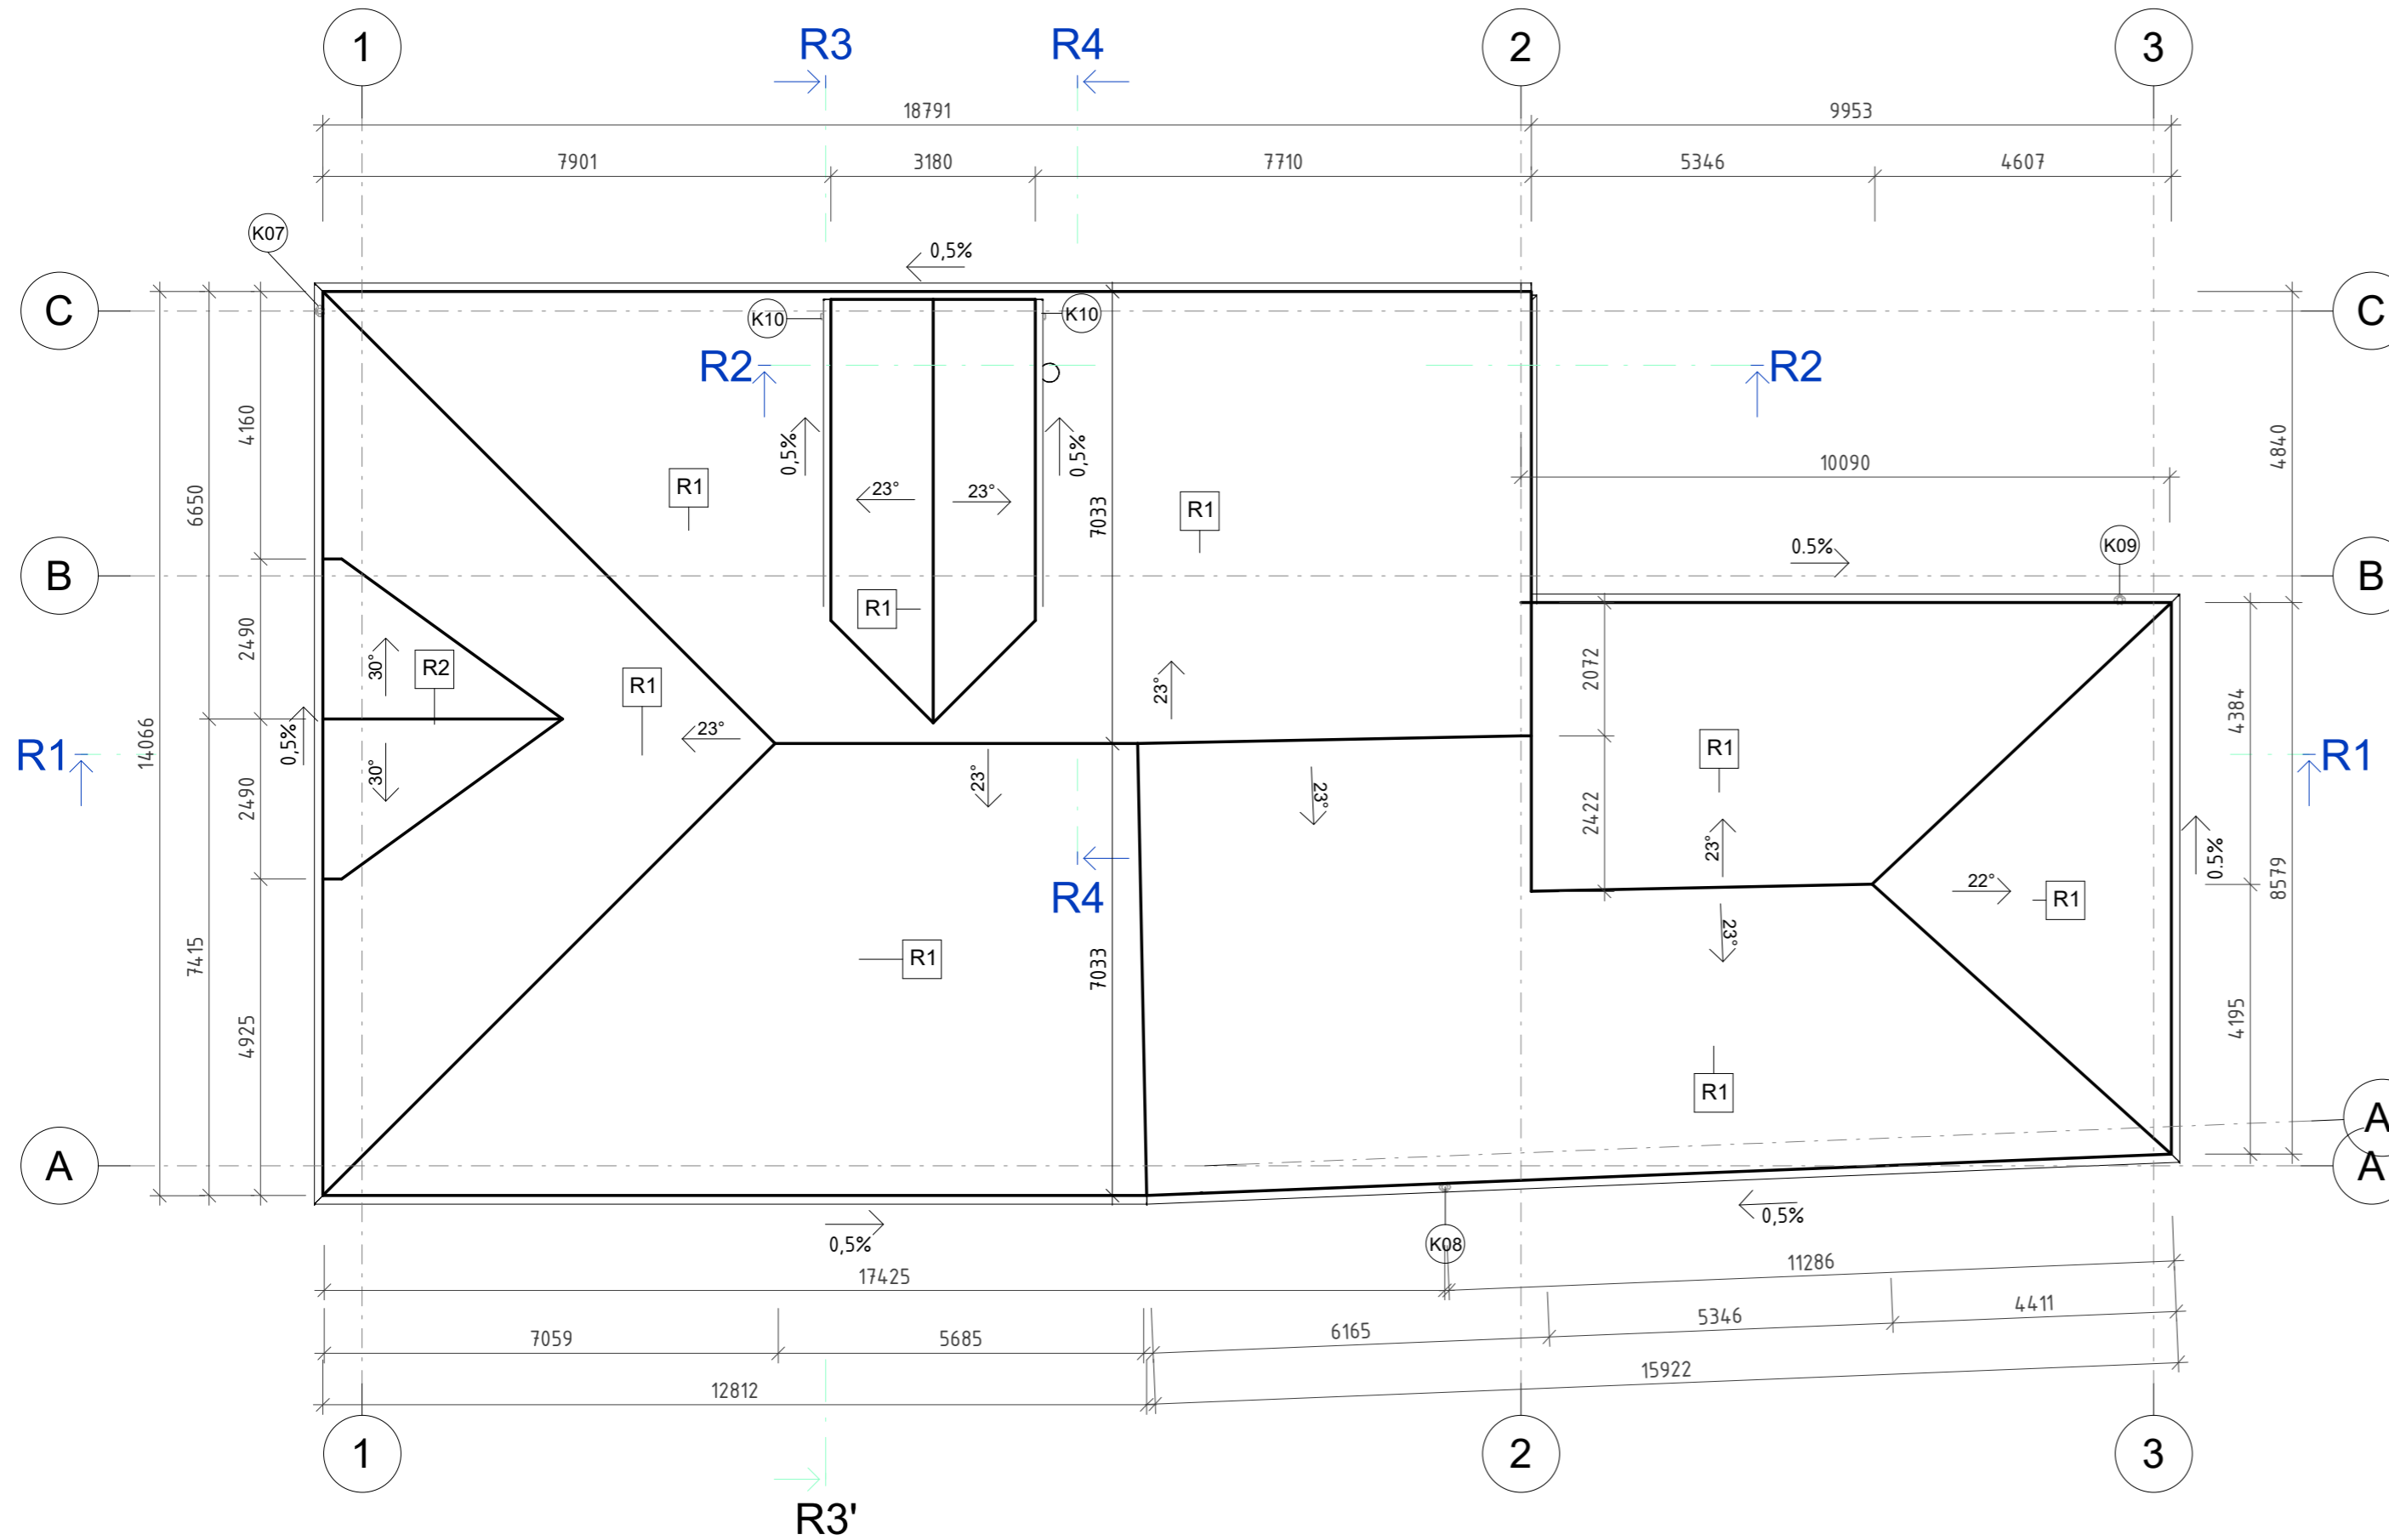 1
R3
R4
2
3
18791
9953
7901
3180
7710
5346
4607
K07
0,5%
C
K10
K10
C
R2
R2
4160
4840
0,5%
0,5%
10090
R1
23°
23°
7033
R1
6650
B
0.5%
K09
B
R1
2490
R2
30°
R1
23°
2072
4384
14066
0,5%
R1
23°
R1
R1
30°
23°
23°
2490
2422
23°
0.5%
8579
R4
22°
R1
23°
7415
R1
7033
4925
4195
R1
A
A
A
0,5%
0,5%
K08
17425
11286
7059
5685
6165
5346
4411
12812
15922
1
2
3
R3'